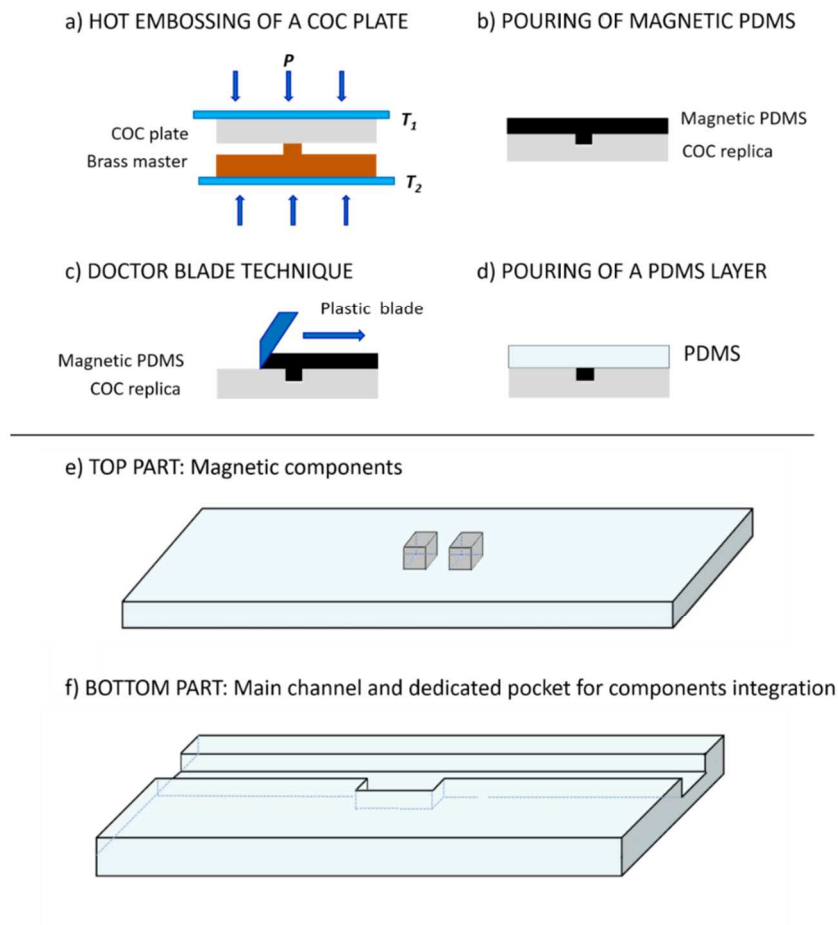 a) HOT EMBOSSING OF A COC PLATE
P
T1
COC plate
Brass master
T2
b) POURING OF MAGNETIC PDMS
Magnetic PDMS
COC replica
c) DOCTOR BLADE TECHNIQUE
Plastic blade
Magnetic PDMS
COC replica
d) POURING OF A PDMS LAYER
PDMS
e) TOP PART: Magnetic components
f) BOTTOM PART: Main channel and dedicated pocket for components integration